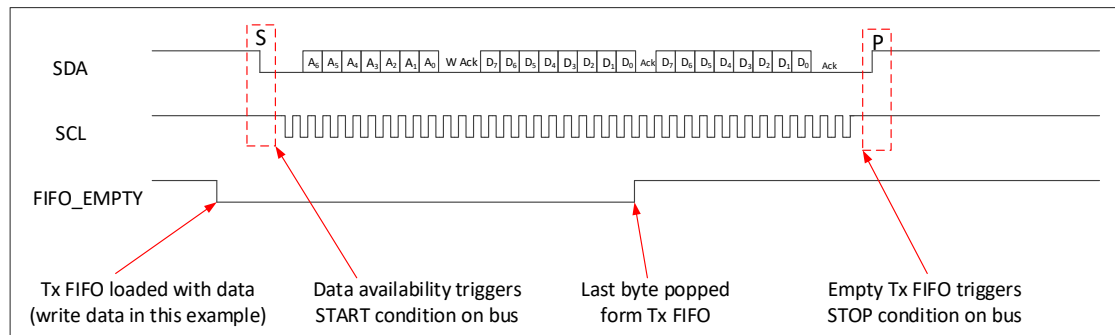 S
P
SDA
A6 A5 A4 A3 A2 A1 A0 W Ack D7 D6 D5 D4 D3 D2 D1 D0 Ack D7 D6 D5 D4 D3 D2 D1 D0 Ack
SCL
FIFO_EMPTY
Tx FIFO loaded with data
(write data in this example)
Data availability triggers
START condition on bus
Last byte popped
form Tx FIFO
Empty Tx FIFO triggers
STOP condition on bus